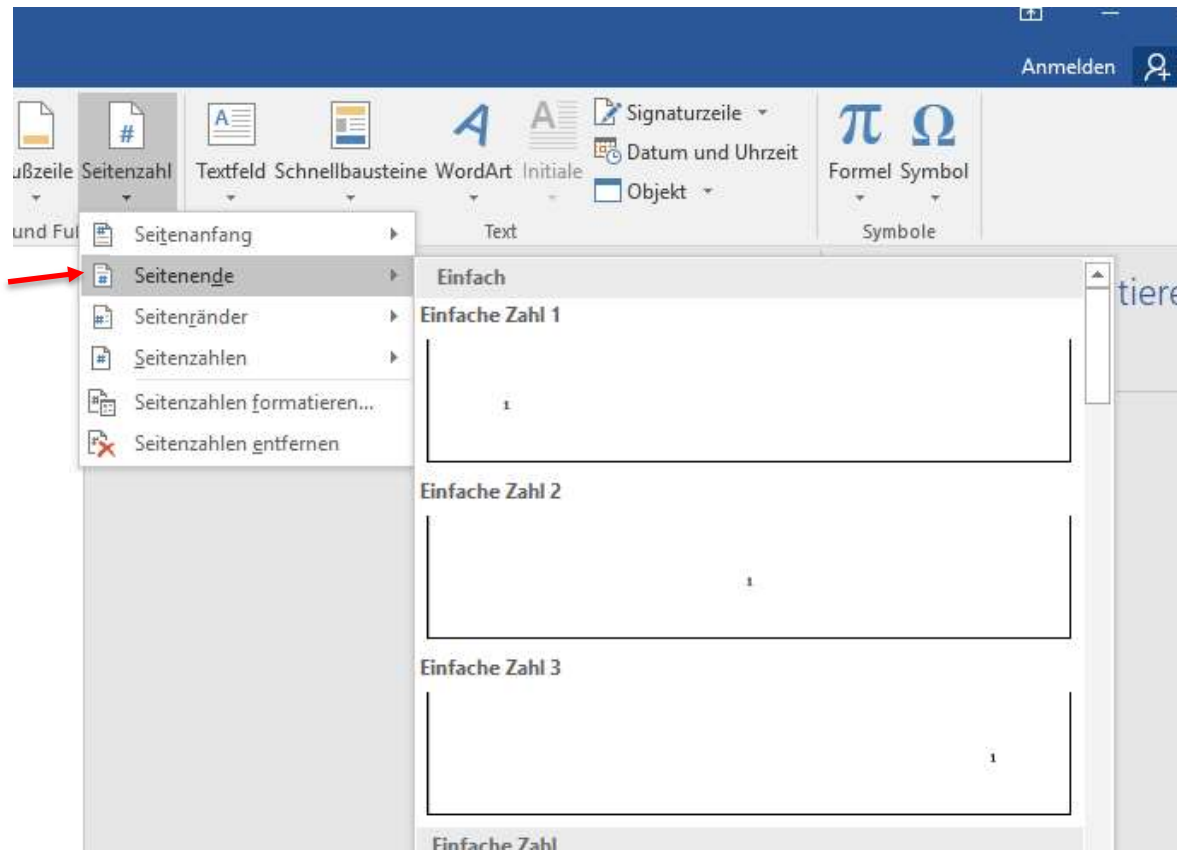 Anmelden
ußzeile Seitenzahl Textfeld Schnellbausteine WordArt Initiale
Signaturzeile
Datum und Uhrzeit
Objekt
Formel Symbol
und Fuß
Text
Symbole
Seitenanfang
Seitenende
Seitenränder
Seitenzahlen
Seitenzahlen formatieren...
Seitenzahlen entfernen
Einfach
Einfache Zahl 1
1
Einfache Zahl 2
1
Einfache Zahl 3
1
Einfache Zahl
tiere